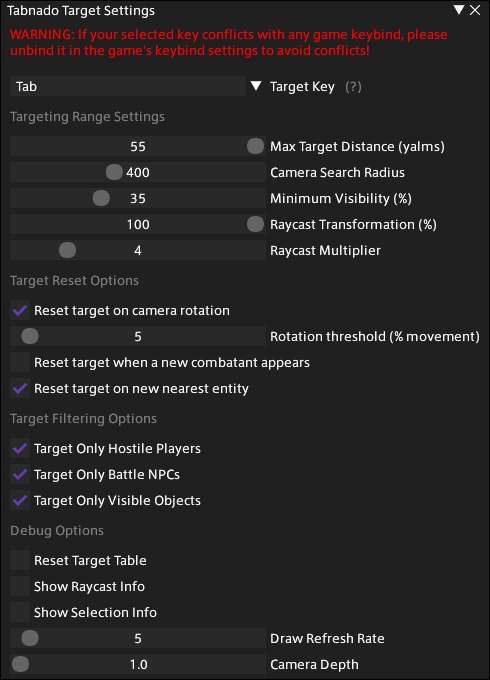 Tabnado Target Settings
WARNING: If your selected key conflicts with any game keybind, please
unbind it in the game's keybind settings to avoid conflicts!
Tab Target Key (?)
Targeting Range Settings
55 Max Target Distance (yalms)
400 Camera Search Radius
35 Minimum Visibility (%)
100 Raycast Transformation (%)
4 Raycast Multiplier
Target Reset Options
Reset target on camera rotation
5 Rotation threshold (% movement)
Reset target when a new combatant appears
Reset target on new nearest entity
Target Filtering Options
Target Only Hostile Players
Target Only Battle NPCs
Target Only Visible Objects
Debug Options
Reset Target Table
Show Raycast Info
Show Selection Info
5 Draw Refresh Rate
1.0 Camera Depth